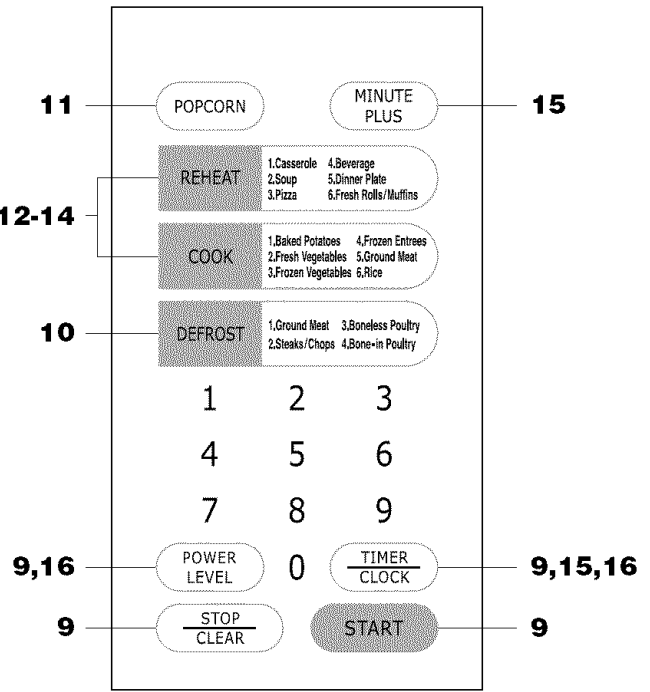 11
POPCORN
MINUTE
PLUS
15
12-14
REHEAT
1.Casserole 4.Beverage
2.Soup 5.Dinner Plate
3.Pizza 6.Fresh Rolls/Muffins
COOK
1.Baked Potatoes 4.Frozen Entrees
2.Fresh Vegetables 5.Ground Meat
3.Frozen Vegetables 6.Rice
10
DEFROST
1.Ground Meat 3.Boneless Poultry
2.Steaks/Chops 4.Bone-in Poultry
1 2 3
4 5 6
7 8 9
9,16
POWER
LEVEL
0
TIMER
CLOCK
9,15,16
9
STOP
CLEAR
START
9